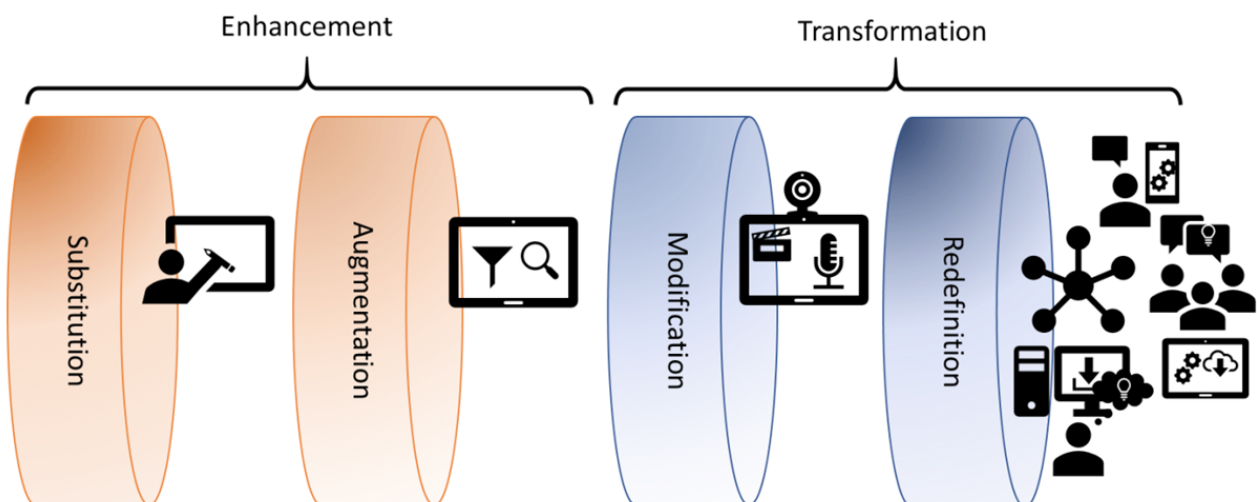 Enhancement
Transformation
Substitution
Augmentation
Modification
Redefinition